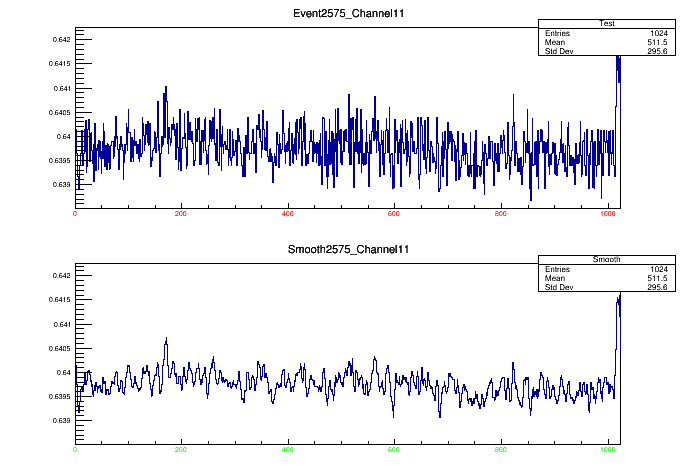 Event2575_Channel11
Test
Entries 1024
Mean 511.5
Std Dev 295.6
0.642
0.6415
0.641
0.6405
0.64
0.6395
0.639
0 200 400 600 800 1000
Smooth2575_Channel11
Smooth
Entries 1024
Mean 511.5
Std Dev 295.6
0.642
0.6415
0.641
0.6405
0.64
0.6395
0.639
0 200 400 600 800 1000